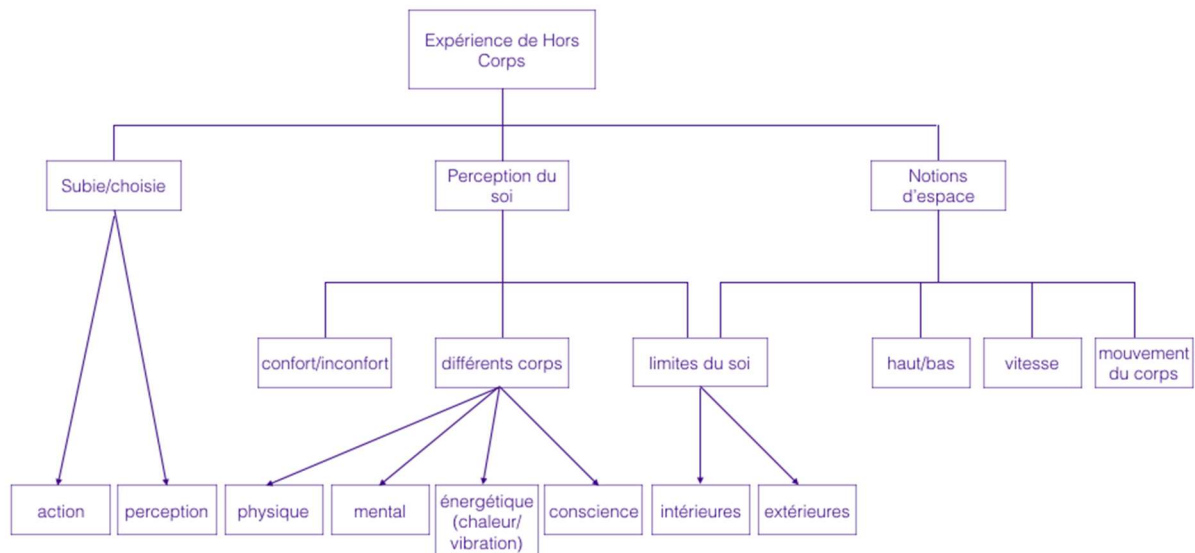 Expérience de Hors
Corps
Subie/choisie
Perception du
soi
Notions
d'espace
confort/inconfort
différents corps
limites du soi
haut/bas
vitesse
mouvement
du corps
action
perception
physique
mental
énergétique
(chaleur/
vibration)
conscience
intérieures
extérieures